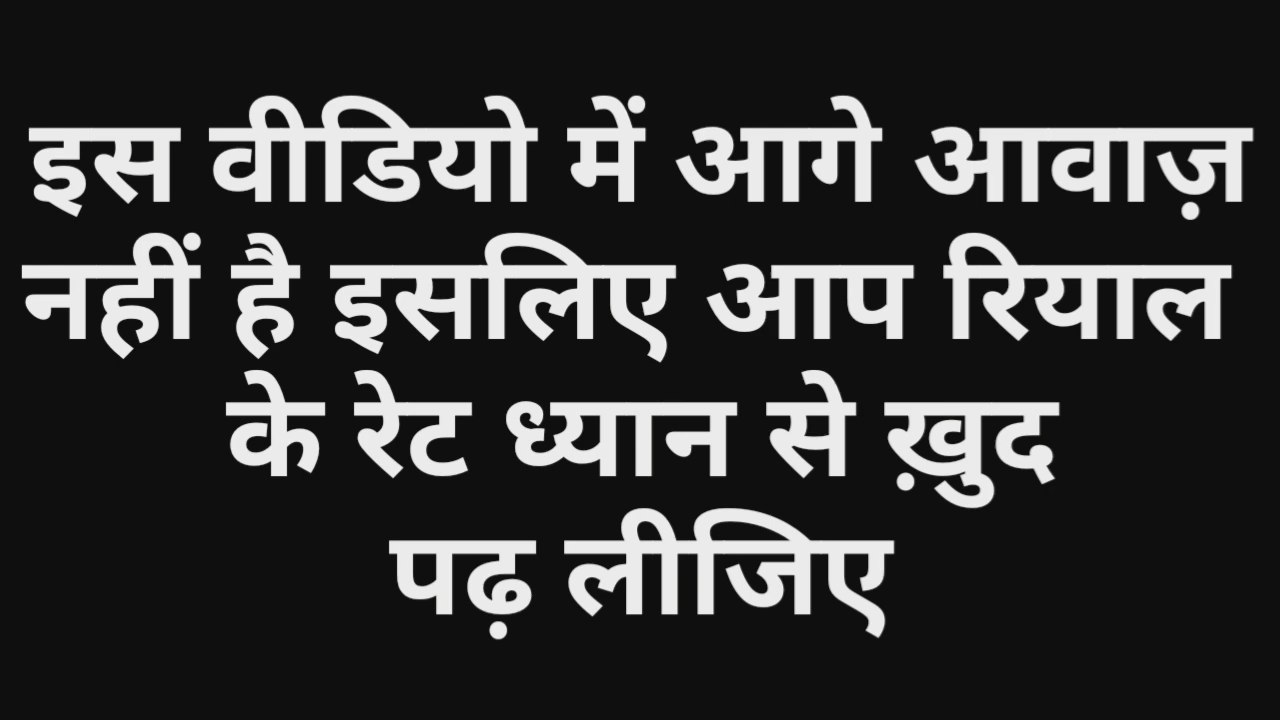 इस वीडियो में आगे आवाज़
नहीं है इसलिए आप रियाल
के रेट ध्यान से ख़ुद
पढ़ लीजिए